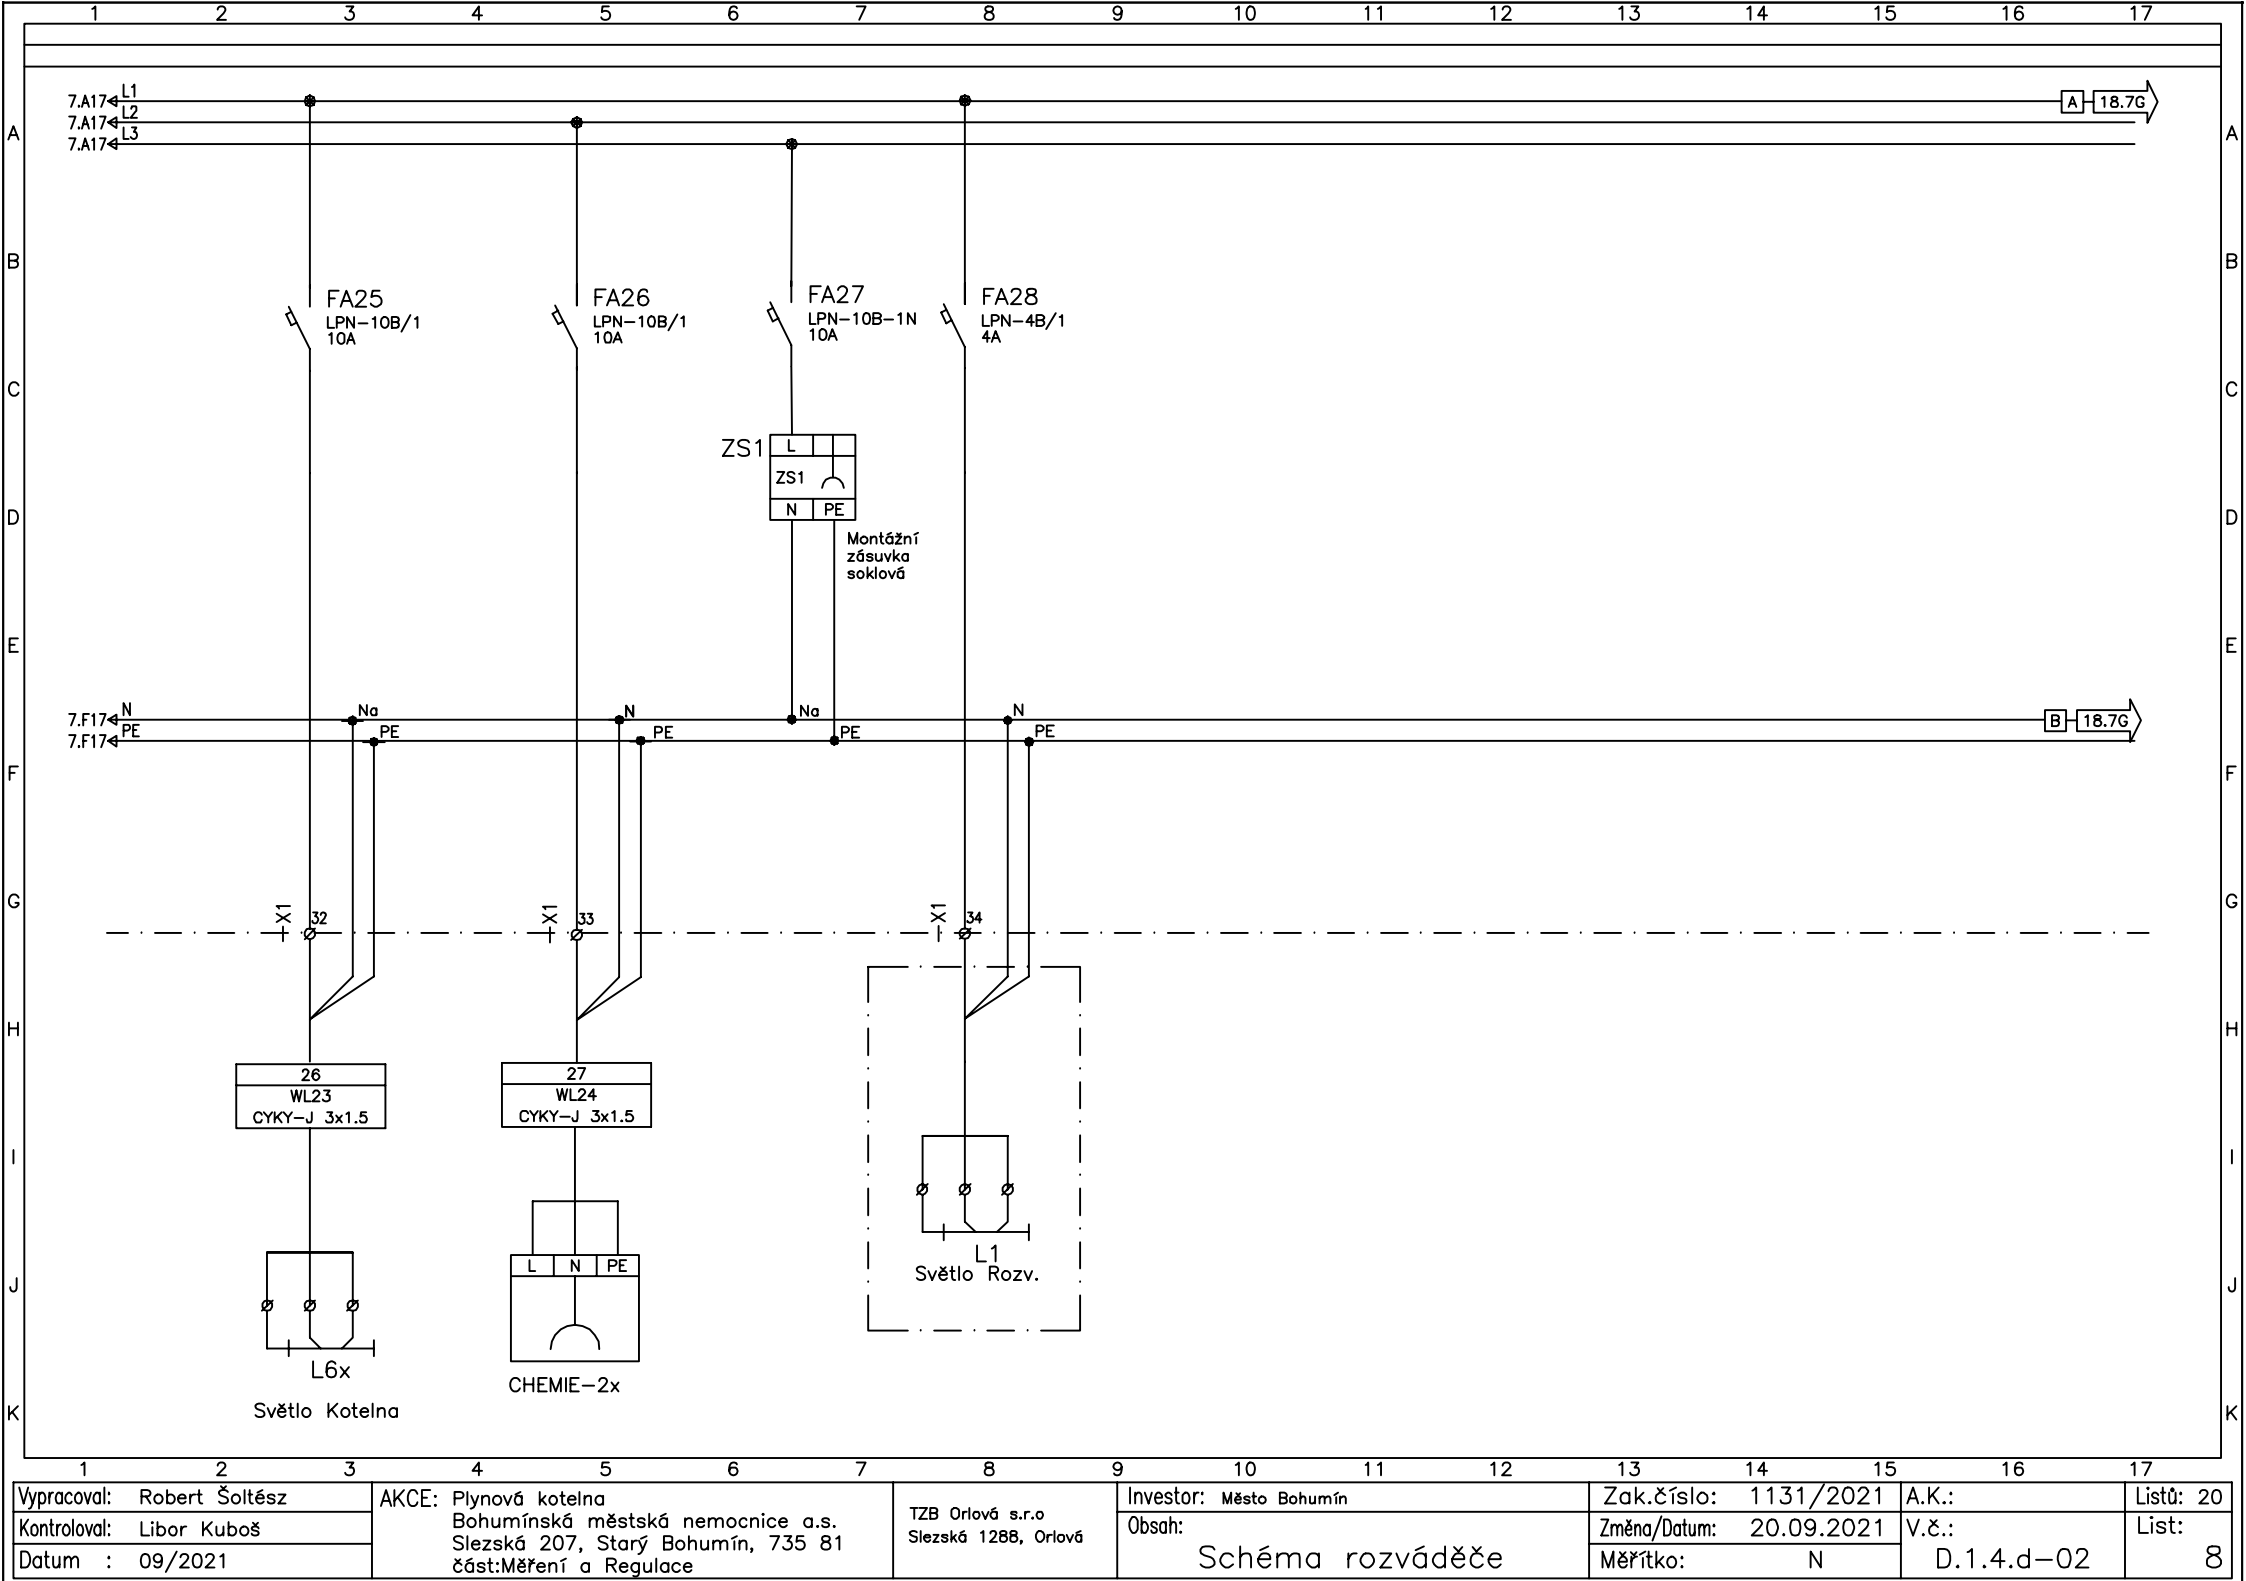 1 2 3 4 5 6 7 8 9 10 11 12 13 14 15 16 17
7.A17 L1
A 18.7G
7.A17 L2
7.A17 L3
A A
B B
FA25
LPN-10B/1
10A
FA26
LPN-10B/1
10A
FA27
LPN-10B-1N
10A
FA28
LPN-4B/1
4A
C C
ZS1
L
ZS1
N PE
D D
Montážní
zásuvka
soklová
E E
7.F17 N
Na N Na N
B 18.7G
7.F17 PE
PE PE PE PE
F F
G G
X1 32
X1 33
X1 34
H H
26
WL23
CYKY-J 3x1.5
27
WL24
CYKY-J 3x1.5
I I
L1
Světlo Rozv.
L N PE
J J
L6x
Světlo Kotelna
CHEMIE-2x
K K
1 2 3 4 5 6 7 8 9 10 11 12 13 14 15 16 17
Vypracoval: Robert Šoltész
Kontroloval: Libor Kuboš
Datum : 09/2021
AKCE: Plynová kotelna
Bohumínská městská nemocnice a.s.
Slezská 207, Starý Bohumín, 735 81
část:Měření a Regulace
TZB Orlová s.r.o
Slezská 1288, Orlová
Investor: Město Bohumín
Obsah:
Schéma rozváděče
Zak.číslo: 1131/2021
Změna/Datum: 20.09.2021
Měřítko: N
A.K.:
V.č.:
D.1.4.d-02
Listů: 20
List:
8